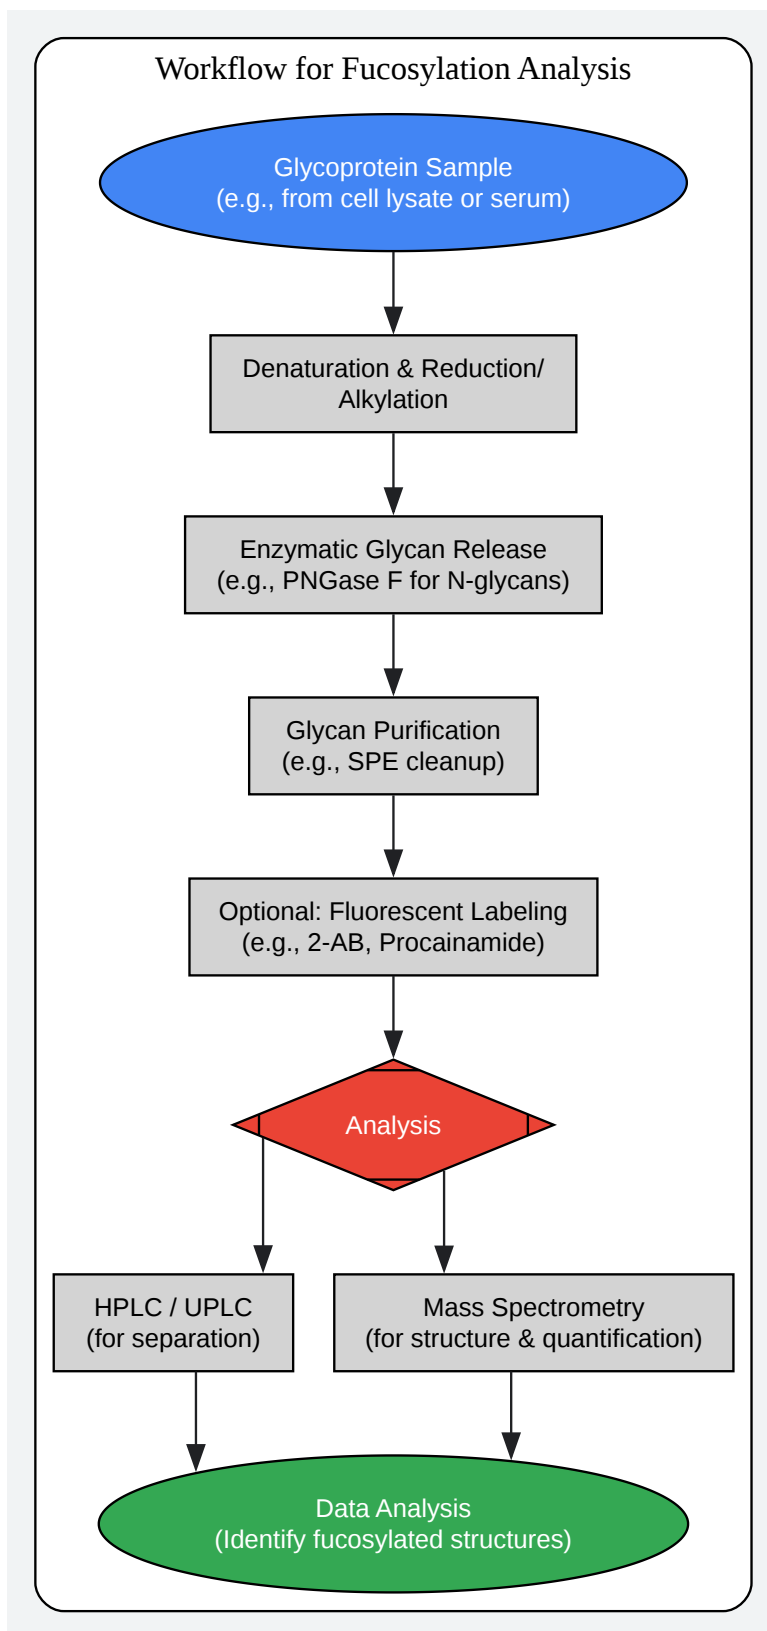 Workflow for Fucosylation Analysis
Glycoprotein Sample
(e.g., from cell lysate or serum)
Denaturation & Reduction/
Alkylation
Enzymatic Glycan Release
(e.g., PNGase F for N-glycans)
Glycan Purification
(e.g., SPE cleanup)
Optional: Fluorescent Labeling
(e.g., 2-AB, Procainamide)
Analysis
HPLC / UPLC
(for separation)
Mass Spectrometry
(for structure & quantification)
Data Analysis
(Identify fucosylated structures)